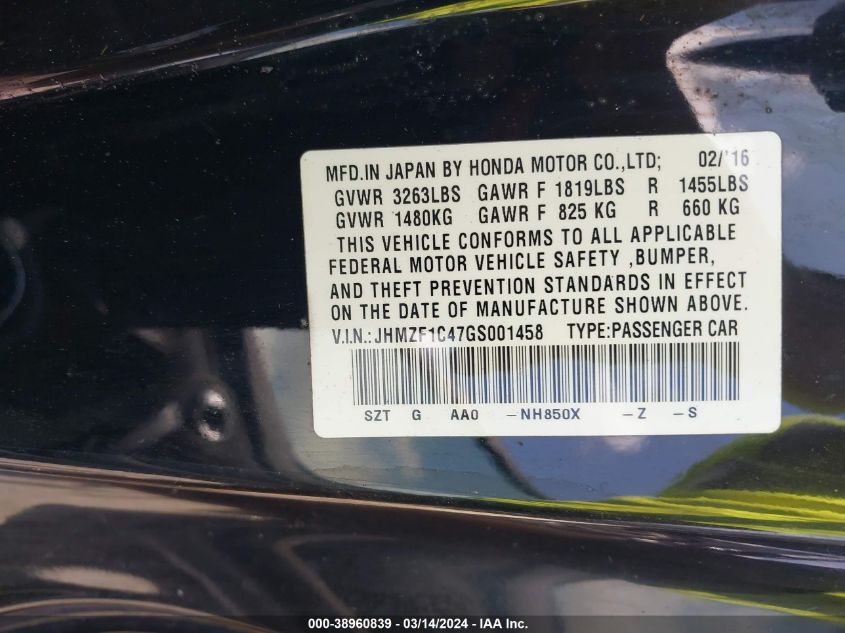 MFD.IN JAPAN BY HONDA MOTOR CO.,LTD; 02/'16
GVWR 3263LBS GAWR F 1819LBS R 1455LBS
GVWR 1480KG GAWR F 825 KG R 660 KG
THIS VEHICLE CONFORMS TO ALL APPLICABLE
FEDERAL MOTOR VEHICLE SAFETY ,BUMPER,
AND THEFT PREVENTION STANDARDS IN EFFECT
ON THE DATE OF MANUFACTURE SHOWN ABOVE.
V.I.N.:JHMZF1C47GS001458 TYPE:PASSENGER CAR
SZT G AA0 -NH850X -Z -S
000-38960839 - 03/14/2024 - IAA Inc.